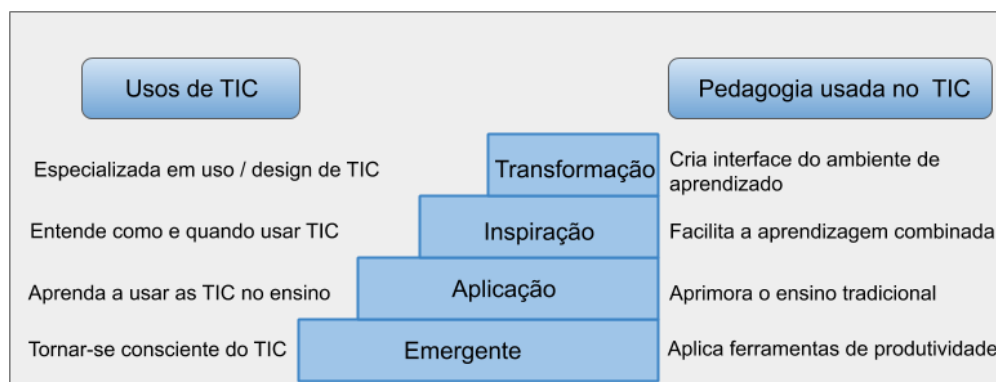 Usos de TIC
Pedagogia usada no TIC
Especializada em uso / design de TIC
Transformação
Cria interface do ambiente de
aprendizado
Entende como e quando usar TIC
Inspiração
Facilita a aprendizagem combinada
Aprenda a usar as TIC no ensino
Aplicação
Aprimora o ensino tradicional
Tornar-se consciente do TIC
Emergente
Aplica ferramentas de produtividade